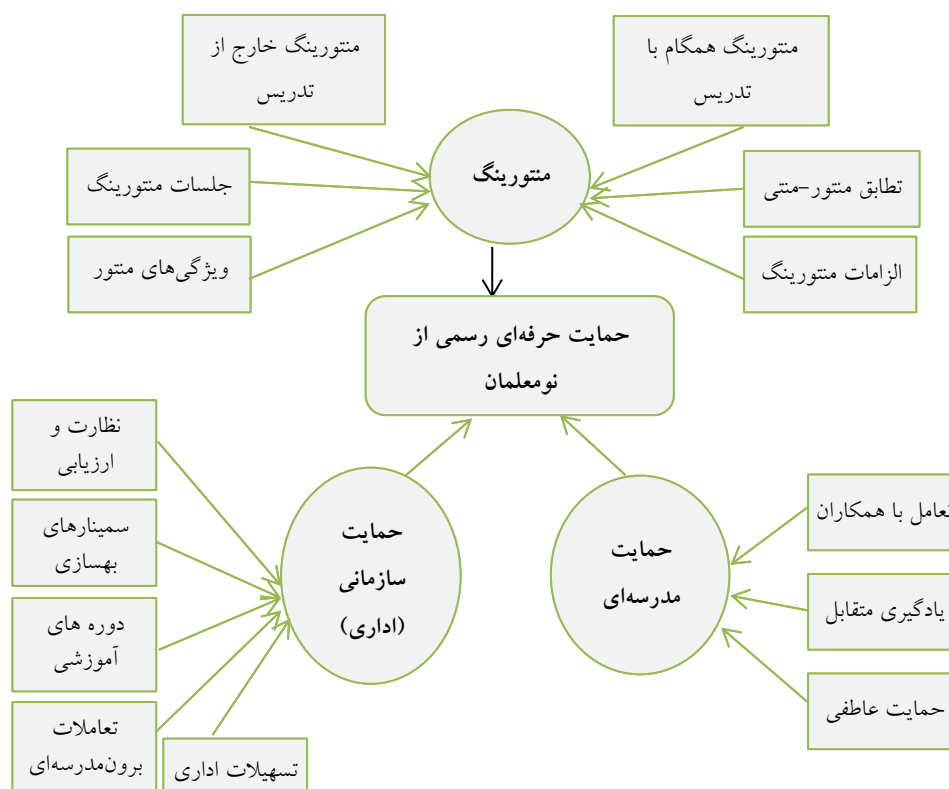 منتورینگ همگام با
تدریس
منتورینگ خارج از
تدریس
منتورینگ
تطابق منتور-منتی
جلسات منتورینگ
الزامات منتورینگ
ویژگی‌های منتور
حمایت حرفه‌ای رسمی از
نومعلمان
نظارت و
ارزیابی
حمایت
سازمانی
(اداری)
حمایت
مدرسه‌ای
تعامل با همکاران
سمینارهای
بهسازی
یادگیری متقابل
دوره های
آموزشی
حمایت عاطفی
تعاملات
برون‌مدرسه‌ای
تسهیلات اداری